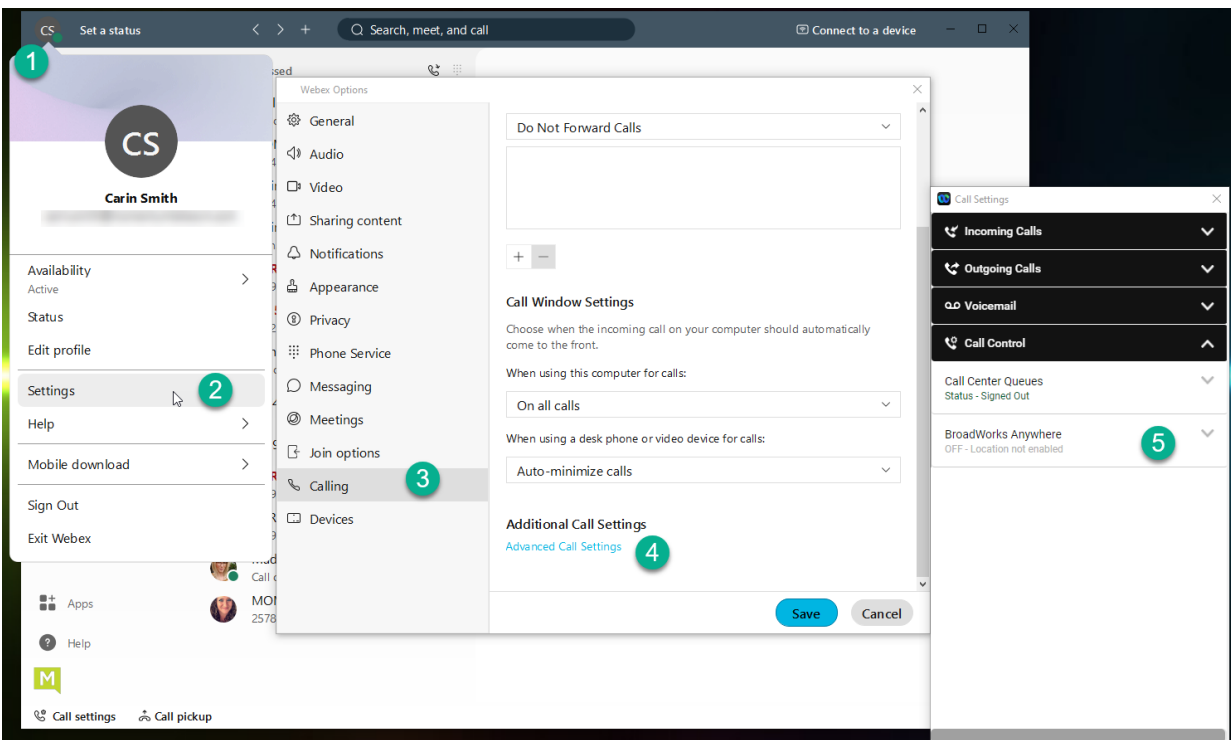 CS
Set a status
Search, meet, and call
Connect to a device
1
CS
Carin Smith
Availability
Active
Status
Edit profile
Settings
2
Help
Mobile download
Sign Out
Exit Webex
Call
MO
2578
Apps
Help
M
Call settings
Call pickup
Webex Options
General
Audio
Video
Sharing content
Notifications
Appearance
Privacy
Phone Service
Messaging
Meetings
Join options
Calling
3
Devices
Do Not Forward Calls
+ −
Call Window Settings
Choose when the incoming call on your computer should automatically
come to the front.
When using this computer for calls:
On all calls
When using a desk phone or video device for calls:
Auto-minimize calls
Additional Call Settings
Advanced Call Settings
4
Save
Cancel
Call Settings
Incoming Calls
Outgoing Calls
Voicemail
Call Control
Call Center Queues
Status - Signed Out
BroadWorks Anywhere
OFF - Location not enabled
5